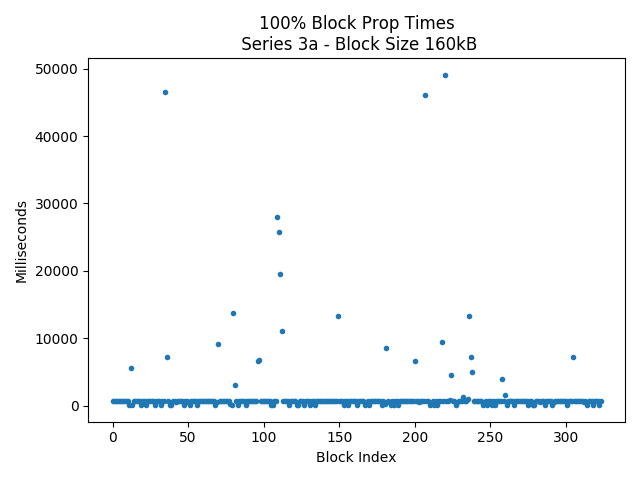 100% Block Prop Times
Series 3a - Block Size 160kB
Milliseconds
50000
40000
30000
20000
10000
0
0 50 100 150 200 250 300
Block Index